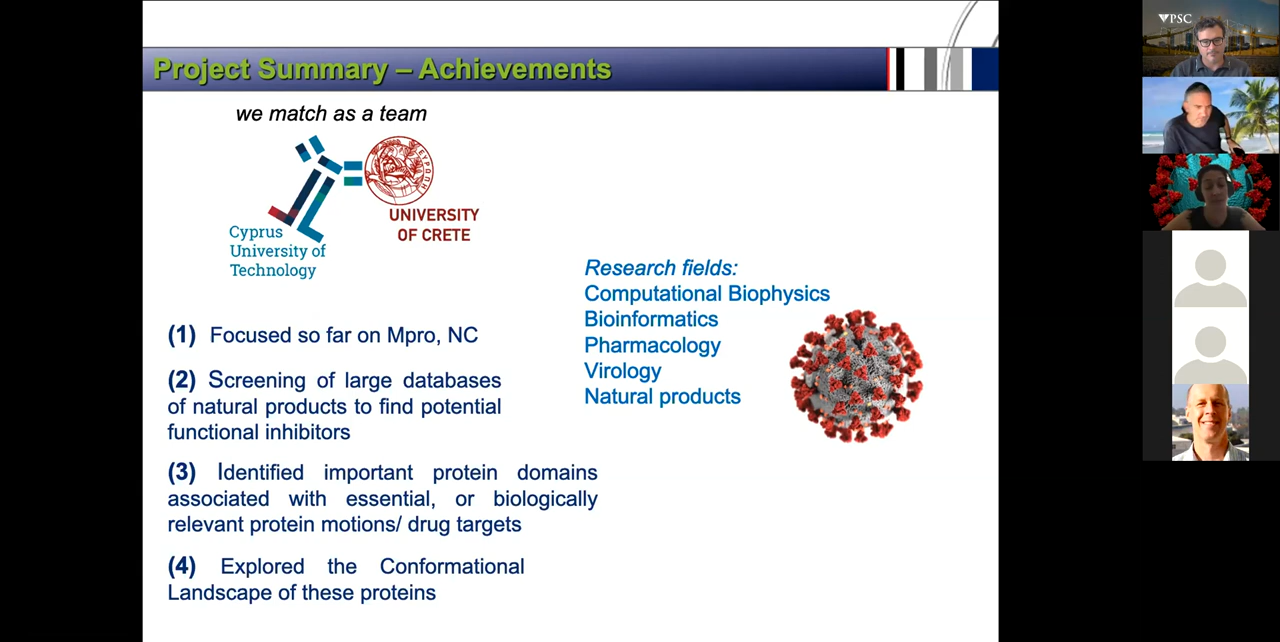 Project Summary – Achievements
we match as a team
Cyprus
University of
Technology
UNIVERSITY
OF CRETE
(1) Focused so far on Mpro, NC
(2) Screening of large databases
of natural products to find potential
functional inhibitors
(3) Identified important protein domains
associated with essential, or biologically
relevant protein motions/ drug targets
(4) Explored the Conformational
Landscape of these proteins
Research fields:
Computational Biophysics
Bioinformatics
Pharmacology
Virology
Natural products
PSC